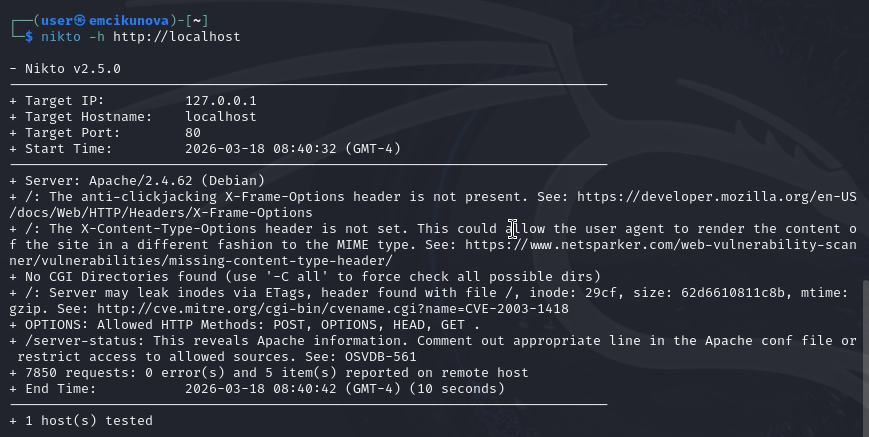 ┌──(user㉿emcikunova)-[~]
└─$ nikto -h http://localhost
- Nikto v2.5.0
+ Target IP: 127.0.0.1
+ Target Hostname: localhost
+ Target Port: 80
+ Start Time: 2026-03-18 08:40:32 (GMT-4)
+ Server: Apache/2.4.62 (Debian)
+ /: The anti-clickjacking X-Frame-Options header is not present. See: https://developer.mozilla.org/en-US
/docs/Web/HTTP/Headers/X-Frame-Options
+ /: The X-Content-Type-Options header is not set. This could allow the user agent to render the content o
f the site in a different fashion to the MIME type. See: https://www.netsparker.com/web-vulnerability-scan
ner/vulnerabilities/missing-content-type-header/
+ No CGI Directories found (use '-C all' to force check all possible dirs)
+ /: Server may leak inodes via ETags, header found with file /, inode: 29cf, size: 62d6610811c8b, mtime:
gzip. See: http://cve.mitre.org/cgi-bin/cvename.cgi?name=CVE-2003-1418
+ OPTIONS: Allowed HTTP Methods: POST, OPTIONS, HEAD, GET .
+ /server-status: This reveals Apache information. Comment out appropriate line in the Apache conf file or
 restrict access to allowed sources. See: OSVDB-561
+ 7850 requests: 0 error(s) and 5 item(s) reported on remote host
+ End Time: 2026-03-18 08:40:42 (GMT-4) (10 seconds)
+ 1 host(s) tested